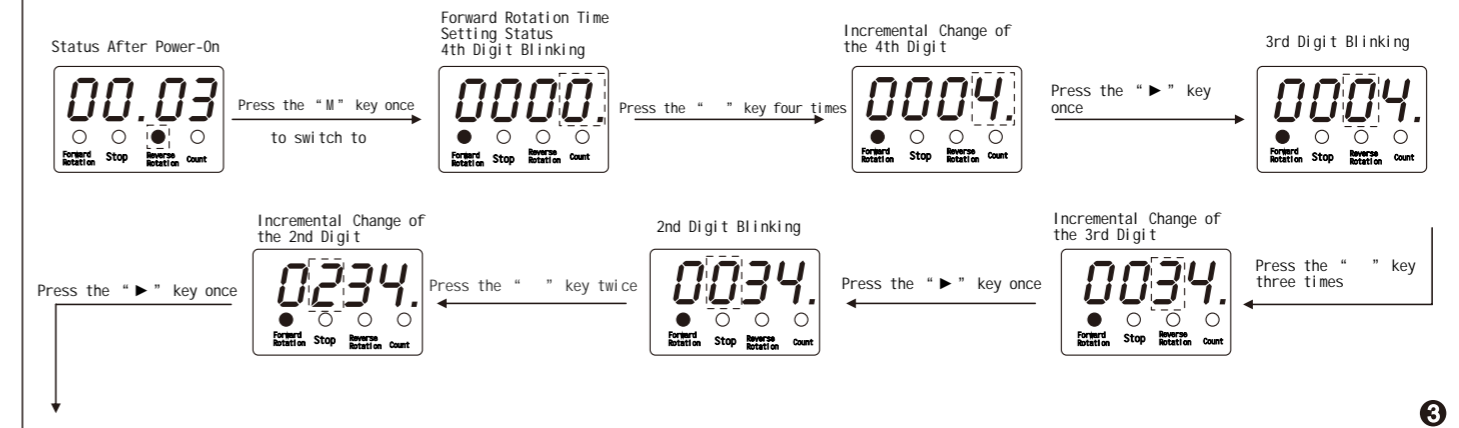 Status After Power-On
00.03
Forward Rotation
Stop
Reverse Rotation
Count
Press the “M” key once
to switch to
Forward Rotation Time
Setting Status
4th Digit Blinking
0000.
Forward Rotation
Stop
Reverse Rotation
Count
Press the “ ” key four times
Incremental Change of
the 4th Digit
0004.
Forward Rotation
Stop
Reverse Rotation
Count
Press the “►” key
once
3rd Digit Blinking
0004.
Forward Rotation
Stop
Reverse Rotation
Count
Press the “ ” key
three times
Incremental Change of
the 3rd Digit
0034.
Forward Rotation
Stop
Reverse Rotation
Count
Press the “►” key once
2nd Digit Blinking
0034.
Forward Rotation
Stop
Reverse Rotation
Count
Press the “ ” key twice
Incremental Change of
the 2nd Digit
0234.
Forward Rotation
Stop
Reverse Rotation
Count
Press the “►” key once
3